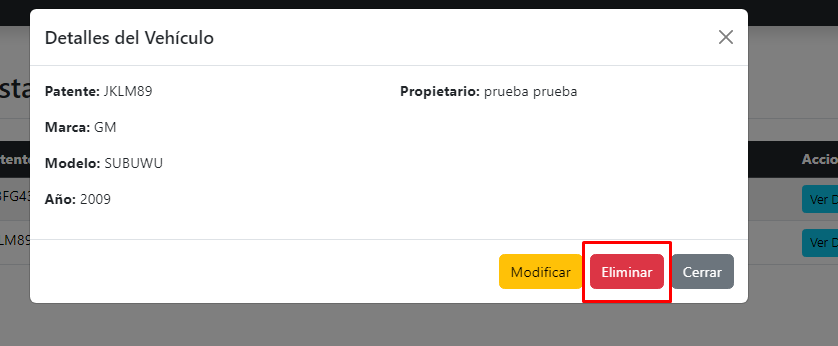 Detalles del Vehículo
Patente: JKLM89
Propietario: prueba prueba
Marca: GM
Modelo: SUBUWU
Año: 2009
Modificar
Eliminar
Cerrar
sta
tente
Accio
Ver D
LM89
Ver D